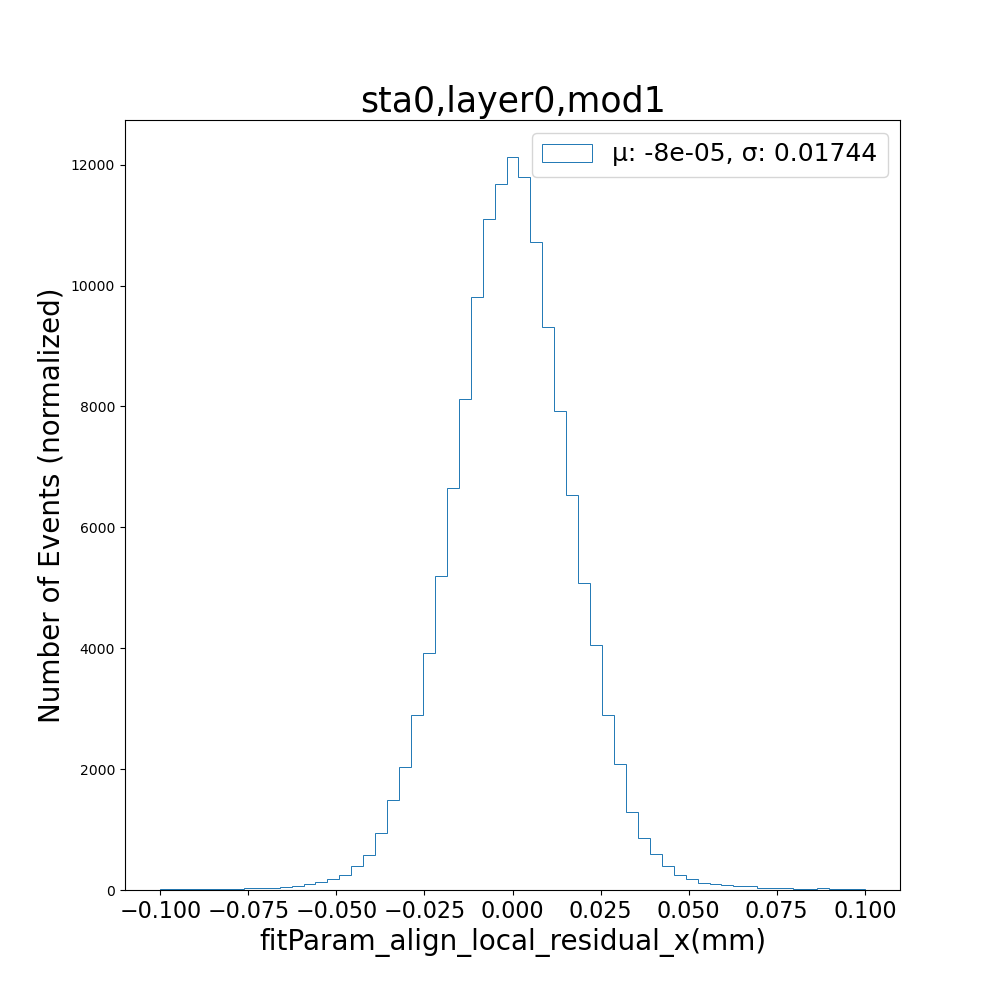 sta0,layer0,mod1
μ: -8e-05, σ: 0.01744
Number of Events (normalized)
12000
10000
8000
6000
4000
2000
0
−0.100 −0.075 −0.050 −0.025 0.000 0.025 0.050 0.075 0.100
fitParam_align_local_residual_x(mm)